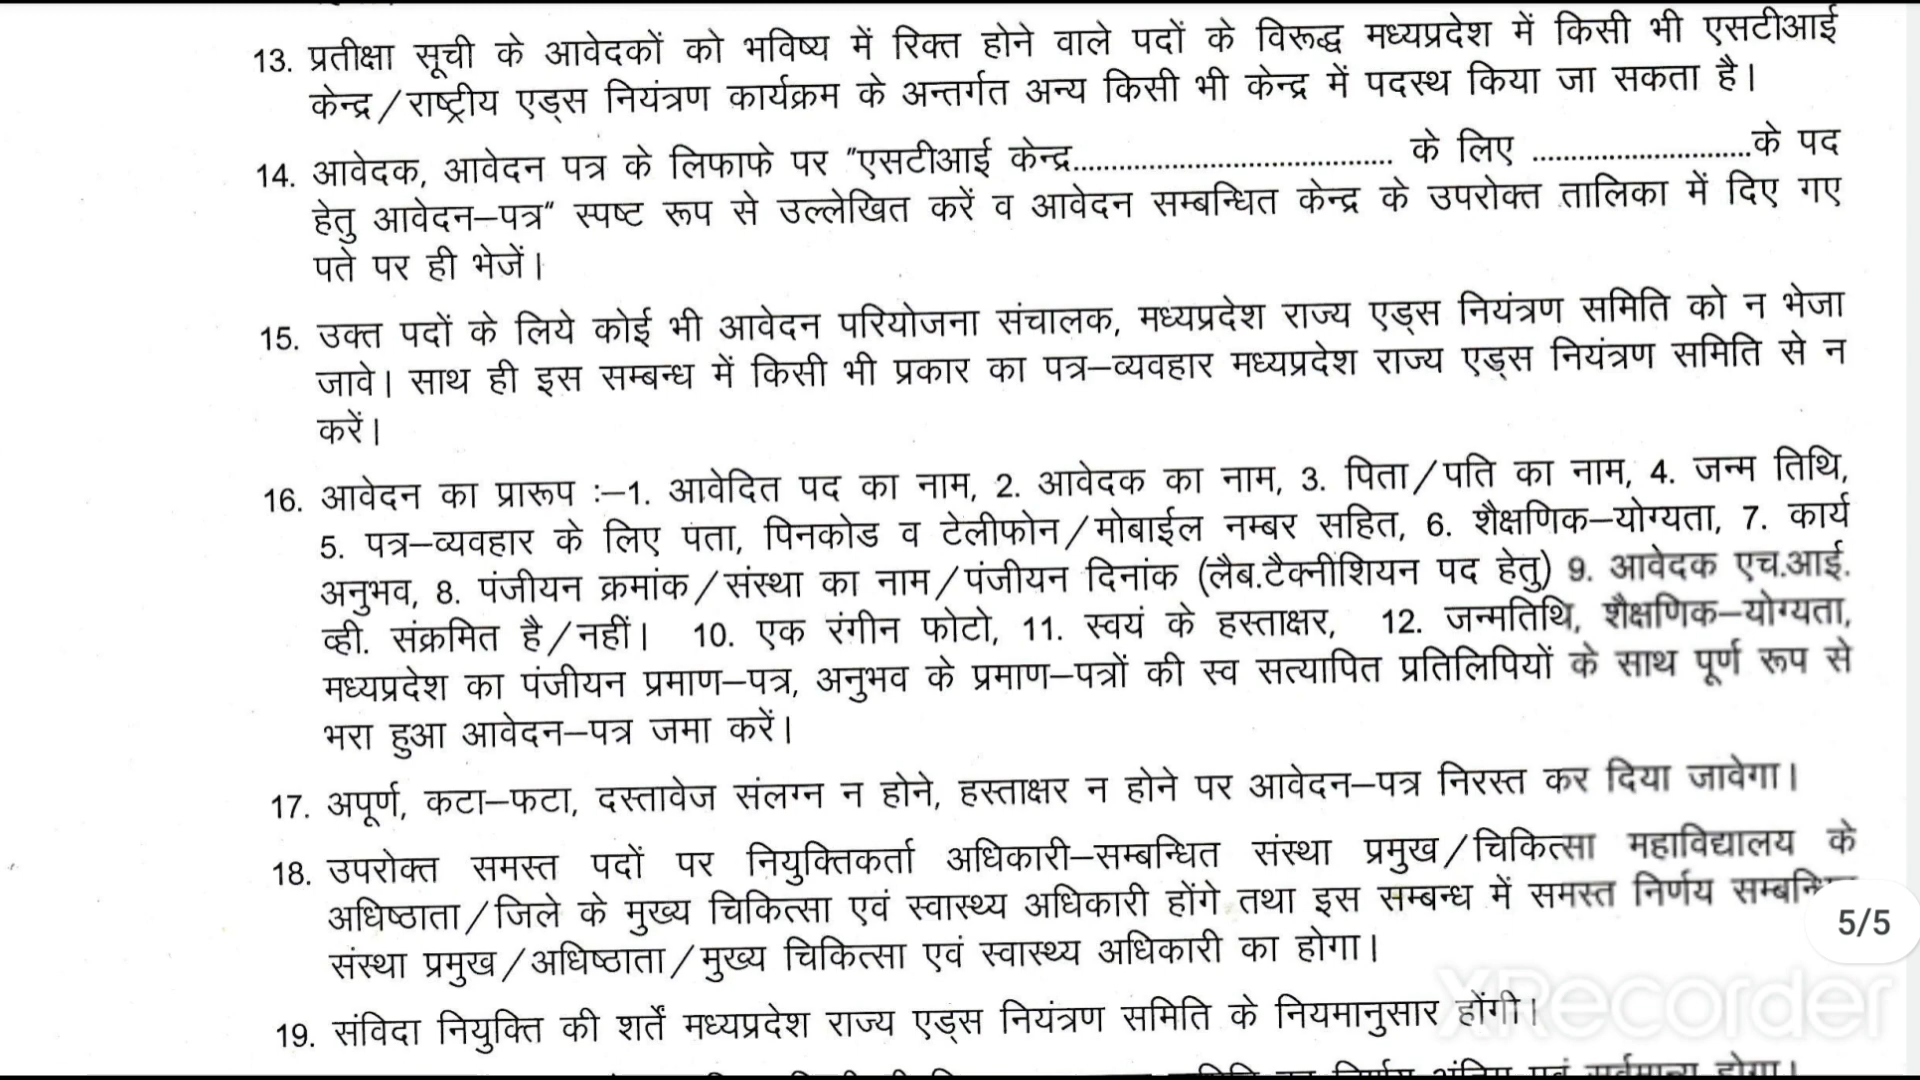 13. प्रतीक्षा सूची के आवेदकों को भविष्य में रिक्त होने वाले पदों के विरूद्ध मध्यप्रदेश में किसी भी एसटीआई
केन्द्र/राष्ट्रीय एड्स नियंत्रण कार्यक्रम के अन्तर्गत अन्य किसी भी केन्द्र में पदस्थ किया जा सकता है।
14. आवेदक, आवेदन पत्र के लिफाफे पर "एसटीआई केन्द्र.................................. के लिए ..........................के पद
हेतु आवेदन–पत्र" स्पष्ट रूप से उल्लेखित करें व आवेदन सम्बन्धित केन्द्र के उपरोक्त तालिका में दिए गए
पते पर ही भेजें।
15. उक्त पदों के लिये कोई भी आवेदन परियोजना संचालक, मध्यप्रदेश राज्य एड्स नियंत्रण समिति को न भेजा
जावे। साथ ही इस सम्बन्ध में किसी भी प्रकार का पत्र–व्यवहार मध्यप्रदेश राज्य एड्स नियंत्रण समिति से न
करें।
16. आवेदन का प्रारूप :–1. आवेदित पद का नाम, 2. आवेदक का नाम, 3. पिता/पति का नाम, 4. जन्म तिथि,
5. पत्र–व्यवहार के लिए पता, पिनकोड व टेलीफोन/मोबाईल नम्बर सहित, 6. शैक्षणिक–योग्यता, 7. कार्य
अनुभव, 8. पंजीयन क्रमांक/संस्था का नाम/पंजीयन दिनांक (लैब.टैक्नीशियन पद हेतु) 9. आवेदक एच.आई.
व्ही. संक्रमित है/नहीं। 10. एक रंगीन फोटो, 11. स्वयं के हस्ताक्षर, 12. जन्मतिथि, शैक्षणिक–योग्यता,
मध्यप्रदेश का पंजीयन प्रमाण–पत्र, अनुभव के प्रमाण–पत्रों की स्व सत्यापित प्रतिलिपियों के साथ पूर्ण रूप से
भरा हुआ आवेदन–पत्र जमा करें।
17. अपूर्ण, कटा–फटा, दस्तावेज संलग्न न होने, हस्ताक्षर न होने पर आवेदन–पत्र निरस्त कर दिया जावेगा।
18. उपरोक्त समस्त पदों पर नियुक्तिकर्ता अधिकारी–सम्बन्धित संस्था प्रमुख/चिकित्सा महाविद्यालय के
अधिष्ठाता/जिले के मुख्य चिकित्सा एवं स्वास्थ्य अधिकारी होंगे तथा इस सम्बन्ध में समस्त निर्णय
5/5
संस्था प्रमुख/अधिष्ठाता/मुख्य चिकित्सा एवं स्वास्थ्य अधिकारी का होगा।
19. संविदा नियुक्ति की शर्तें मध्यप्रदेश राज्य एड्स नियंत्रण समिति के नियमानुसार होंगी।
XRecorder